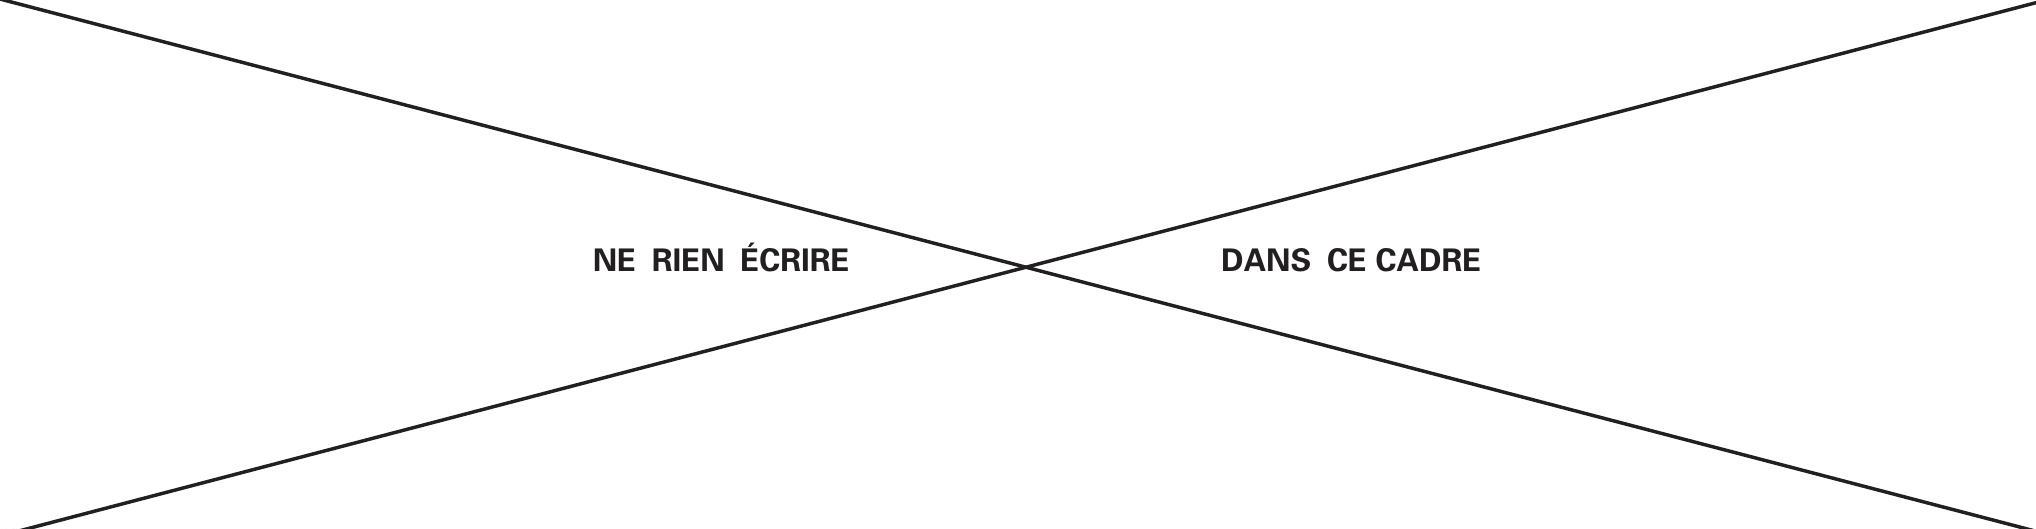 NE RIEN ÉCRIRE DANS CE CADRE